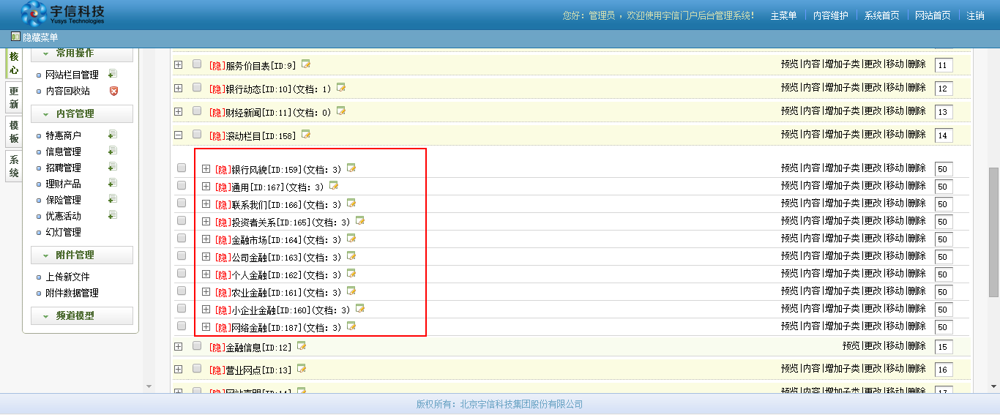 宇信科技
Yusys Technologies
您好：管理员 ，欢迎使用宇信门户后台管理系统！ 主菜单 内容维护 系统首页 网站首页 注销
隐藏菜单
核心
更新
模板
系统
常用操作
网站栏目管理
内容回收站
内容管理
特惠商户
信息管理
招聘管理
理财产品
保险管理
优惠活动
幻灯管理
附件管理
上传新文件
附件数据管理
频道模型
[隐]服务价目表[ID:9] 预览|内容|增加子类|更改|移动|删除 11
[隐]银行动态[ID:10](文档：1) 预览|内容|增加子类|更改|移动|删除 12
[隐]财经新闻[ID:11](文档：0) 预览|内容|增加子类|更改|移动|删除 13
[隐]滚动栏目[ID:158] 预览|内容|增加子类|更改|移动|删除 14
[隐]银行风貌[ID:159](文档：3) 预览|内容|增加子类|更改|移动|删除 50
[隐]通用[ID:167](文档：3) 预览|内容|增加子类|更改|移动|删除 50
[隐]联系我们[ID:166](文档：3) 预览|内容|增加子类|更改|移动|删除 50
[隐]投资者关系[ID:165](文档：3) 预览|内容|增加子类|更改|移动|删除 50
[隐]金融市场[ID:164](文档：3) 预览|内容|增加子类|更改|移动|删除 50
[隐]公司金融[ID:163](文档：3) 预览|内容|增加子类|更改|移动|删除 50
[隐]个人金融[ID:162](文档：3) 预览|内容|增加子类|更改|移动|删除 50
[隐]农业金融[ID:161](文档：3) 预览|内容|增加子类|更改|移动|删除 50
[隐]小企业金融[ID:160](文档：3) 预览|内容|增加子类|更改|移动|删除 50
[隐]网络金融[ID:187](文档：3) 预览|内容|增加子类|更改|移动|删除 50
[隐]金融信息[ID:12] 预览|更改|移动|删除 15
[隐]营业网点[ID:13] 预览|内容|增加子类|更改|移动|删除 16
[隐]网站声明[ID:14] 预览|内容|增加子类|更改|移动|删除 17
版权所有：北京宇信科技集团股份有限公司